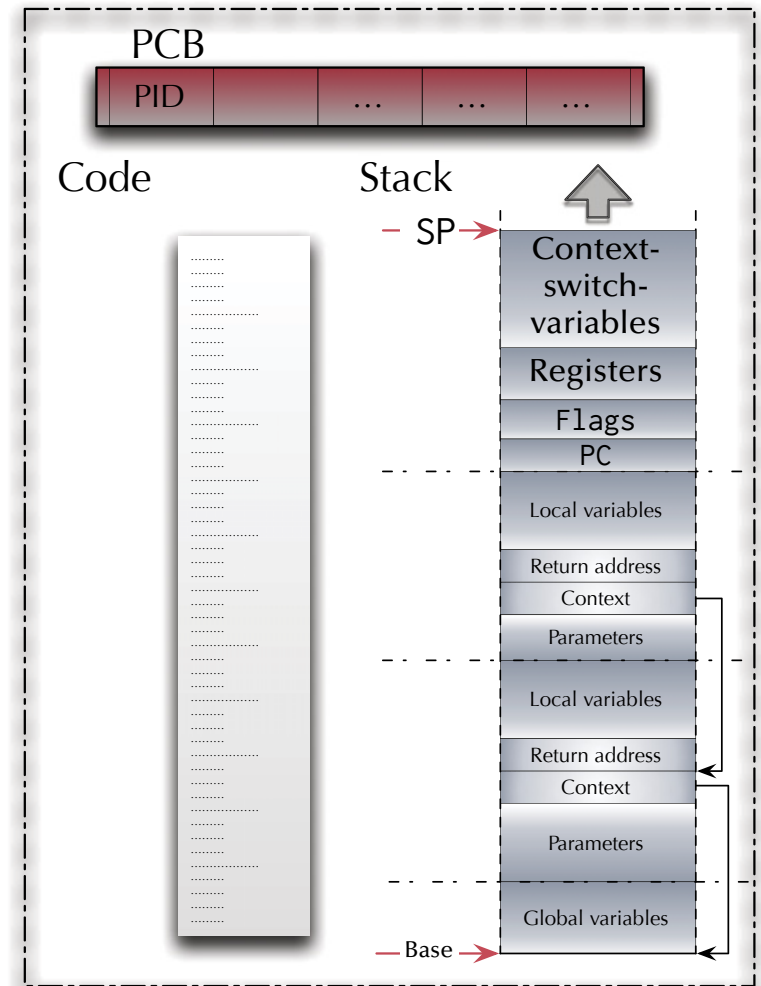 PCB
PID ... ... ...
Code
Stack
SP
Context-
switch-
variables
Registers
Flags
PC
Local variables
Return address
Context
Parameters
Local variables
Return address
Context
Parameters
Global variables
Base